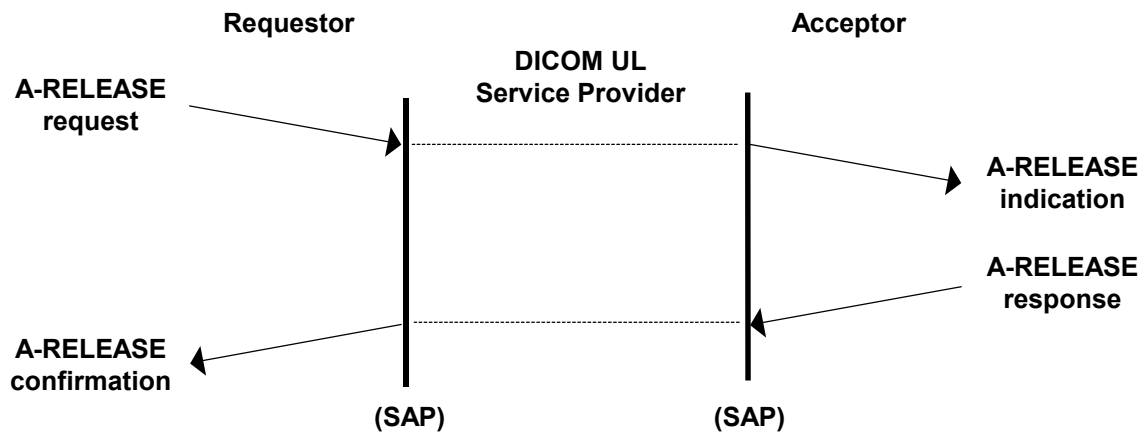 Requestor
Acceptor
DICOM UL
Service Provider
A-RELEASE
request
A-RELEASE
indication
A-RELEASE
response
A-RELEASE
confirmation
(SAP)
(SAP)